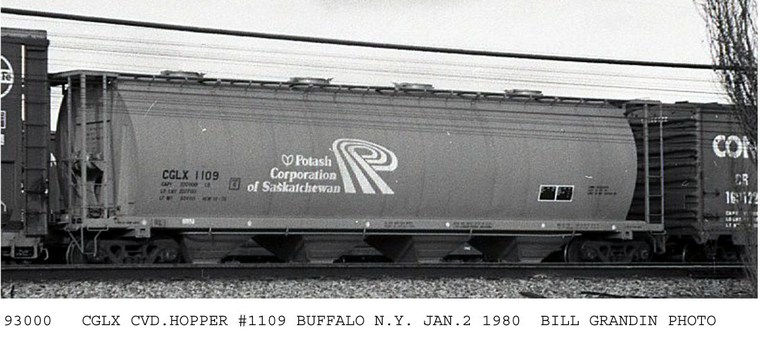 CON
CGLX 1109
Potash
Corporation
of Saskatchewan
CR
93000 CGLX CVD.HOPPER #1109 BUFFALO N.Y. JAN.2 1980 BILL GRANDIN PHOTO